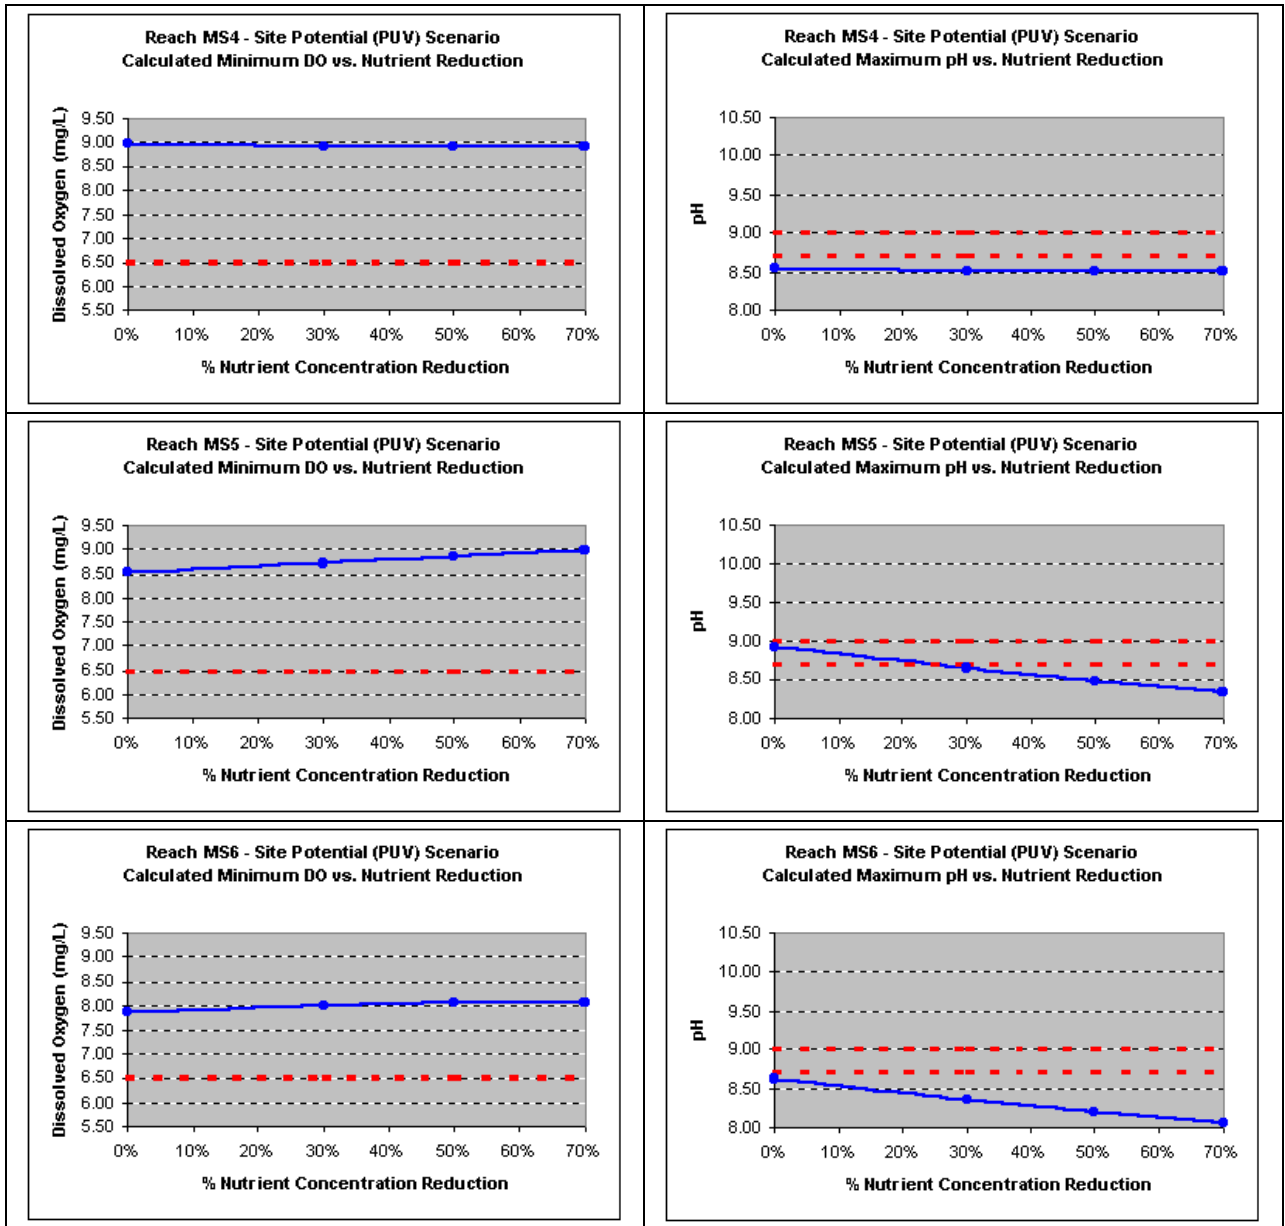 Reach MS4 - Site Potential (PUV) Scenario
Calculated Minimum DO vs. Nutrient Reduction
Dissolved Oxygen (mg/L)
9.50
9.00
8.50
8.00
7.50
7.00
6.50
6.00
5.50
0% 10% 20% 30% 40% 50% 60% 70%
% Nutrient Concentration Reduction
Reach MS4 - Site Potential (PUV) Scenario
Calculated Maximum pH vs. Nutrient Reduction
pH
10.50
10.00
9.50
9.00
8.50
8.00
0% 10% 20% 30% 40% 50% 60% 70%
% Nutrient Concentration Reduction
Reach MS5 - Site Potential (PUV) Scenario
Calculated Minimum DO vs. Nutrient Reduction
Dissolved Oxygen (mg/L)
9.50
9.00
8.50
8.00
7.50
7.00
6.50
6.00
5.50
0% 10% 20% 30% 40% 50% 60% 70%
% Nutrient Concentration Reduction
Reach MS5 - Site Potential (PUV) Scenario
Calculated Maximum pH vs. Nutrient Reduction
pH
10.50
10.00
9.50
9.00
8.50
8.00
0% 10% 20% 30% 40% 50% 60% 70%
% Nutrient Concentration Reduction
Reach MS6 - Site Potential (PUV) Scenario
Calculated Minimum DO vs. Nutrient Reduction
Dissolved Oxygen (mg/L)
9.50
9.00
8.50
8.00
7.50
7.00
6.50
6.00
5.50
0% 10% 20% 30% 40% 50% 60% 70%
% Nutrient Concentration Reduction
Reach MS6 - Site Potential (PUV) Scenario
Calculated Maximum pH vs. Nutrient Reduction
pH
10.50
10.00
9.50
9.00
8.50
8.00
0% 10% 20% 30% 40% 50% 60% 70%
% Nutrient Concentration Reduction